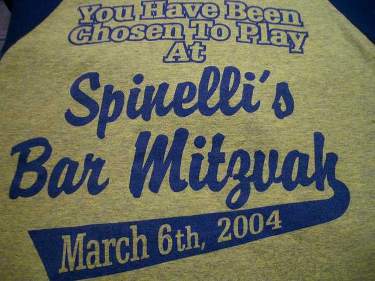 You Have Been
Chosen To Play
At
Spinelli's
Bar Mitzvah
March 6th, 2004